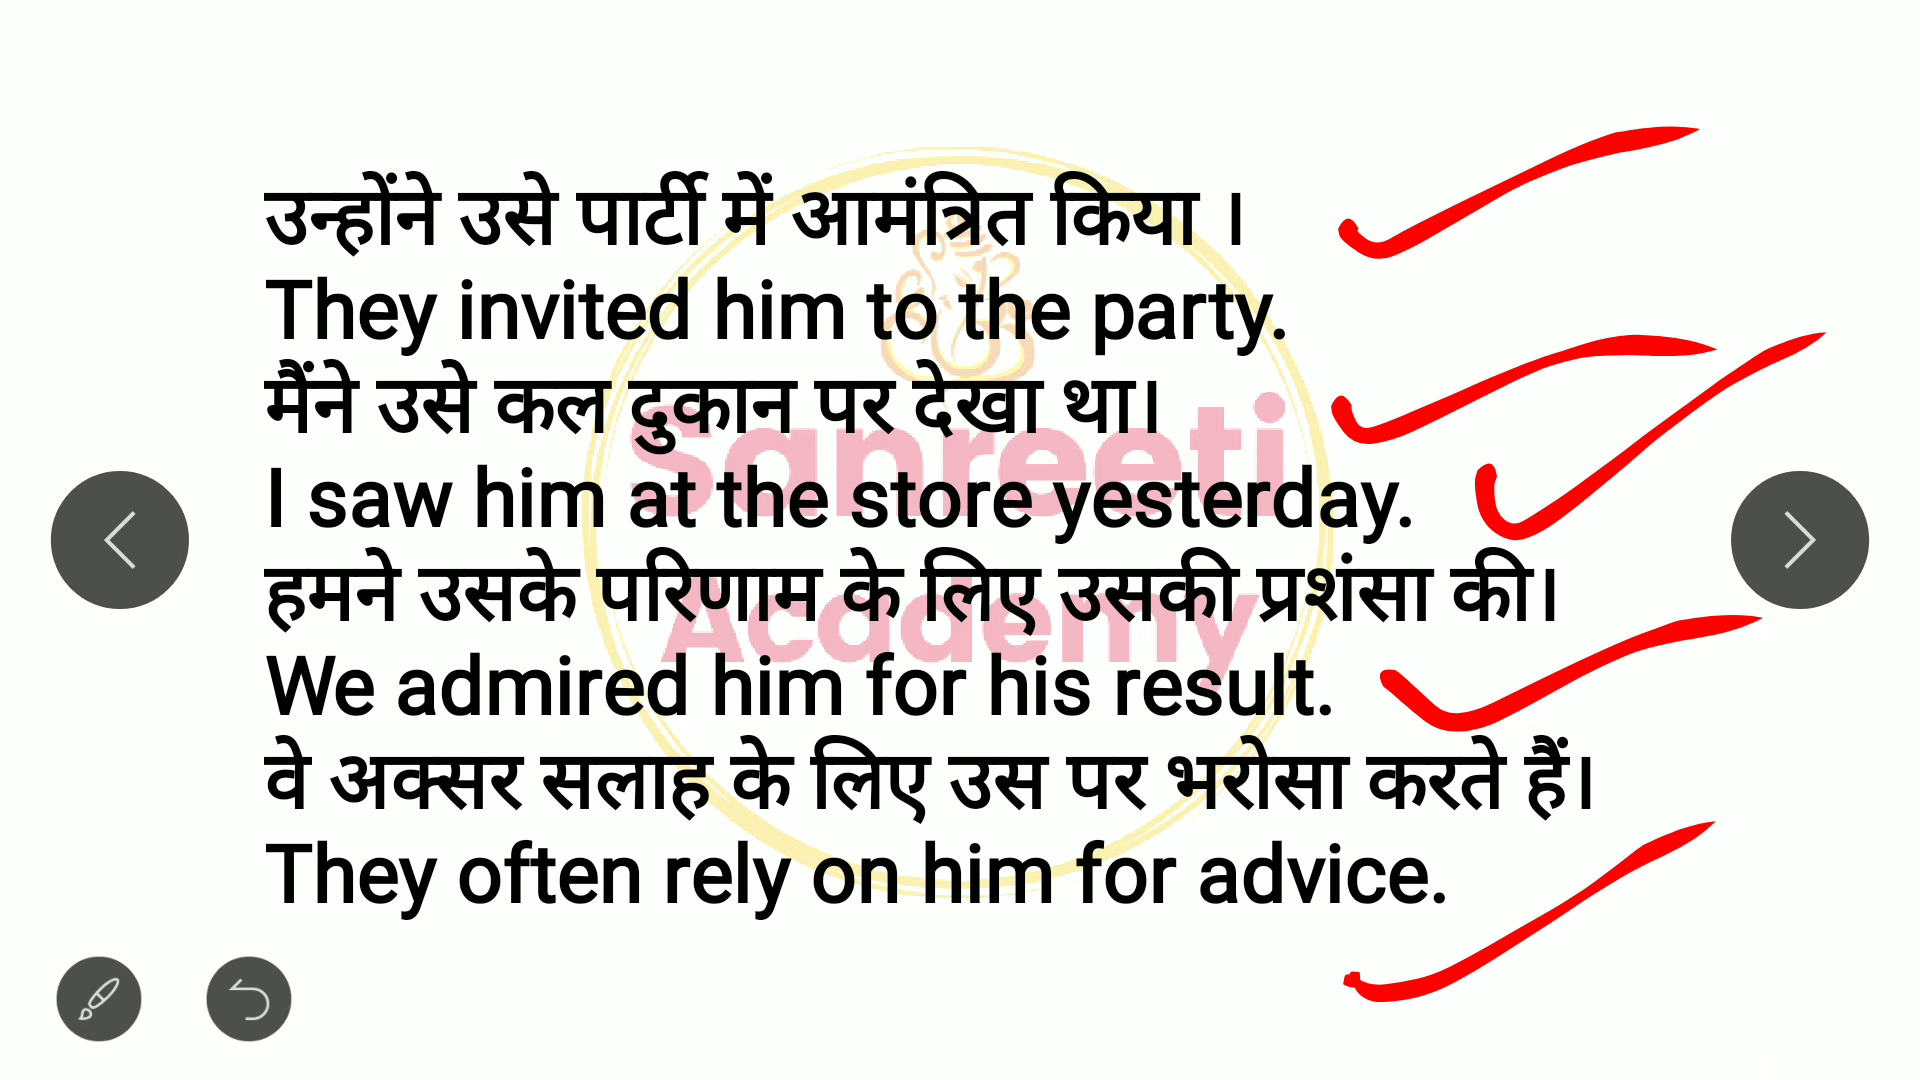 उन्होंने उसे पार्टी में आमंत्रित किया ।
They invited him to the party.
मैंने उसे कल दुकान पर देखा था।
I saw him at the store yesterday.
हमने उसके परिणाम के लिए उसकी प्रशंसा की।
We admired him for his result.
वे अक्सर सलाह के लिए उस पर भरोसा करते हैं।
They often rely on him for advice.
Sanreeti
Academy